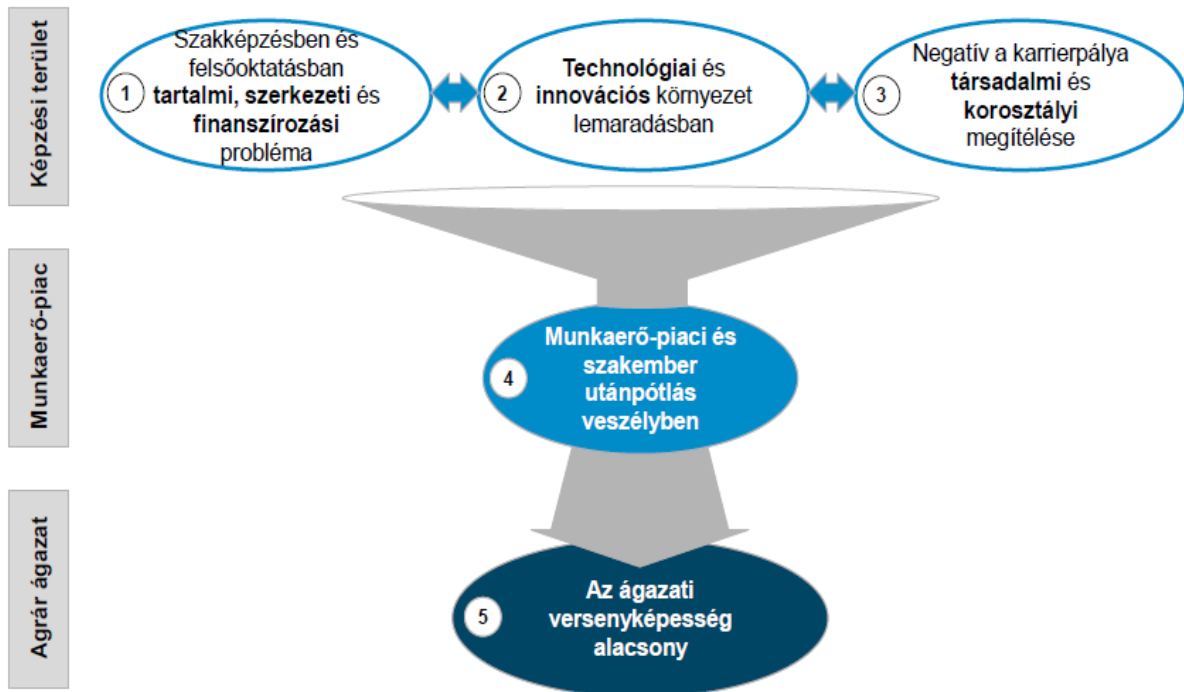 Képzési terület
1
Szakképzésben és
felsőoktatásban
tartalmi, szerkezeti és
finanszírozási
probléma
2
Technológiai és
innovációs környezet
lemaradásban
3
Negatív a karrierpálya
társadalmi és
korosztályi
megítélése
Munkaerő-piac
4
Munkaerő-piaci és
szakember
utánpótlás
veszélyben
Agrár ágazat
5
Az ágazati
versenyképesség
alacsony